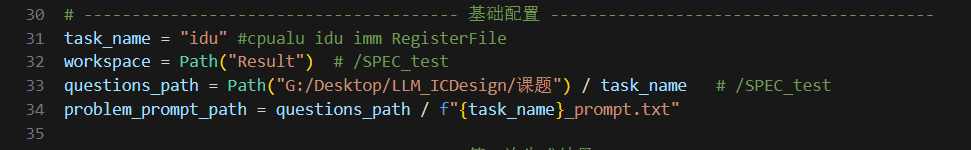 30 # ------------------------------------ 基础配置 -------------------------------------
31 task_name = "idu" #cpualu idu imm RegisterFile
32 workspace = Path("Result")  # /SPEC_test
33 questions_path = Path("G:/Desktop/LLM_ICDesign/课题") / task_name   # /SPEC_test
34 problem_prompt_path = questions_path / f"{task_name}_prompt.txt"
35